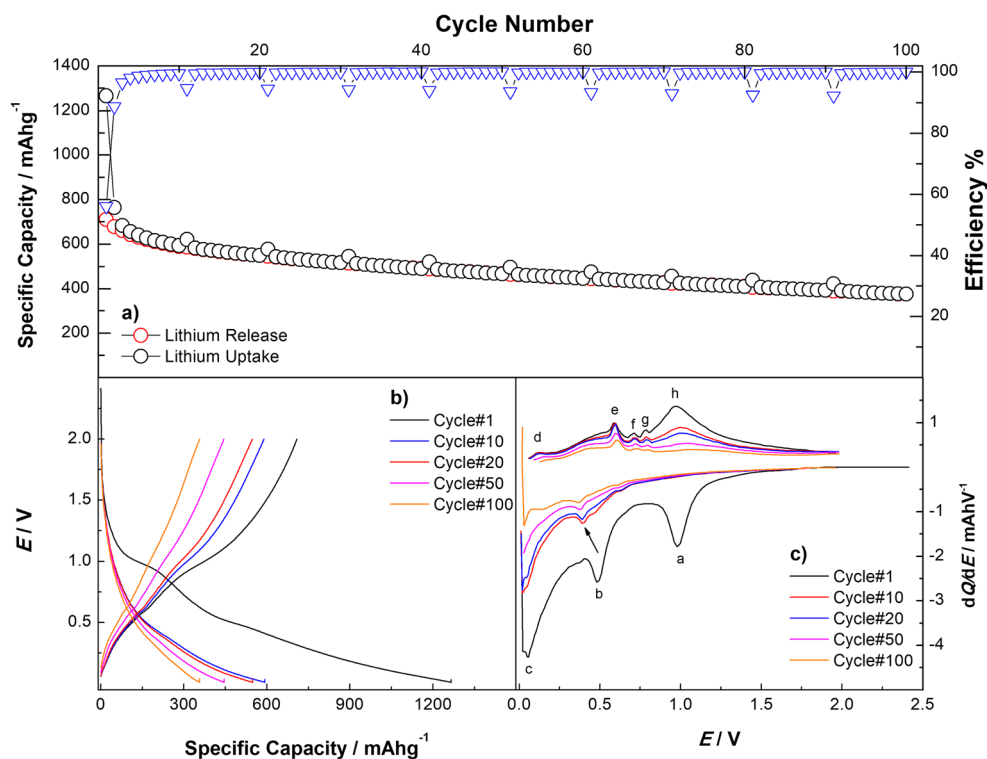 Cycle Number
20 40 60 80 100
1400
1200
1000
800
600
400
200
Specific Capacity / mAhg⁻¹
100
80
60
40
20
Efficiency %
a)
Lithium Release
Lithium Uptake
b)
Cycle#1
Cycle#10
Cycle#20
Cycle#50
Cycle#100
2.0
1.5
1.0
0.5
E / V
0 300 600 900 1200
Specific Capacity / mAhg⁻¹
a
b
c
d
e
f
g
h
c)
Cycle#1
Cycle#10
Cycle#20
Cycle#50
Cycle#100
1
0
-1
-2
-3
-4
dQ/dE / mAhV⁻¹
0.0 0.5 1.0 1.5 2.0 2.5
E / V